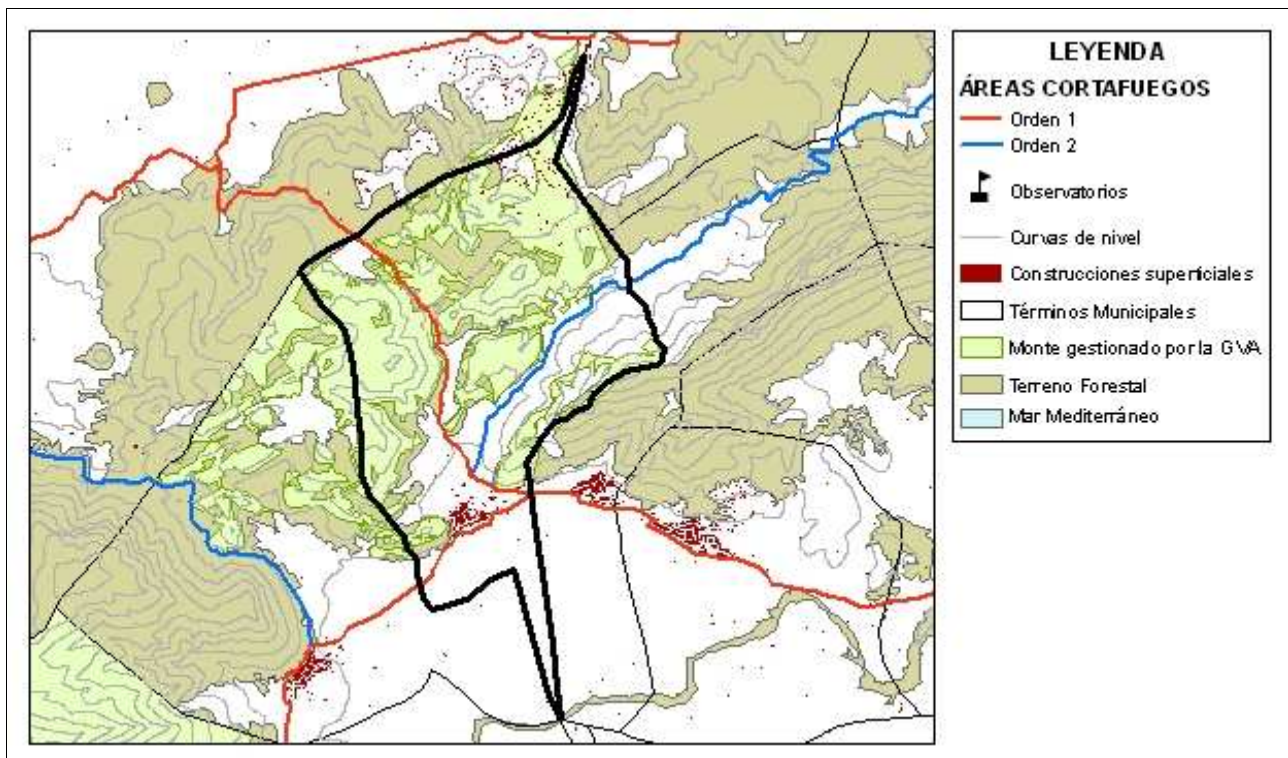 LEYENDA
ÁREAS CORTAFUEGOS
Orden 1
Orden 2
Observatorios
Curvas de nivel
Construcciones superficiales
Términos Municipales
Monte gestionado por la GVA
Terreno Forestal
Mar Mediterráneo